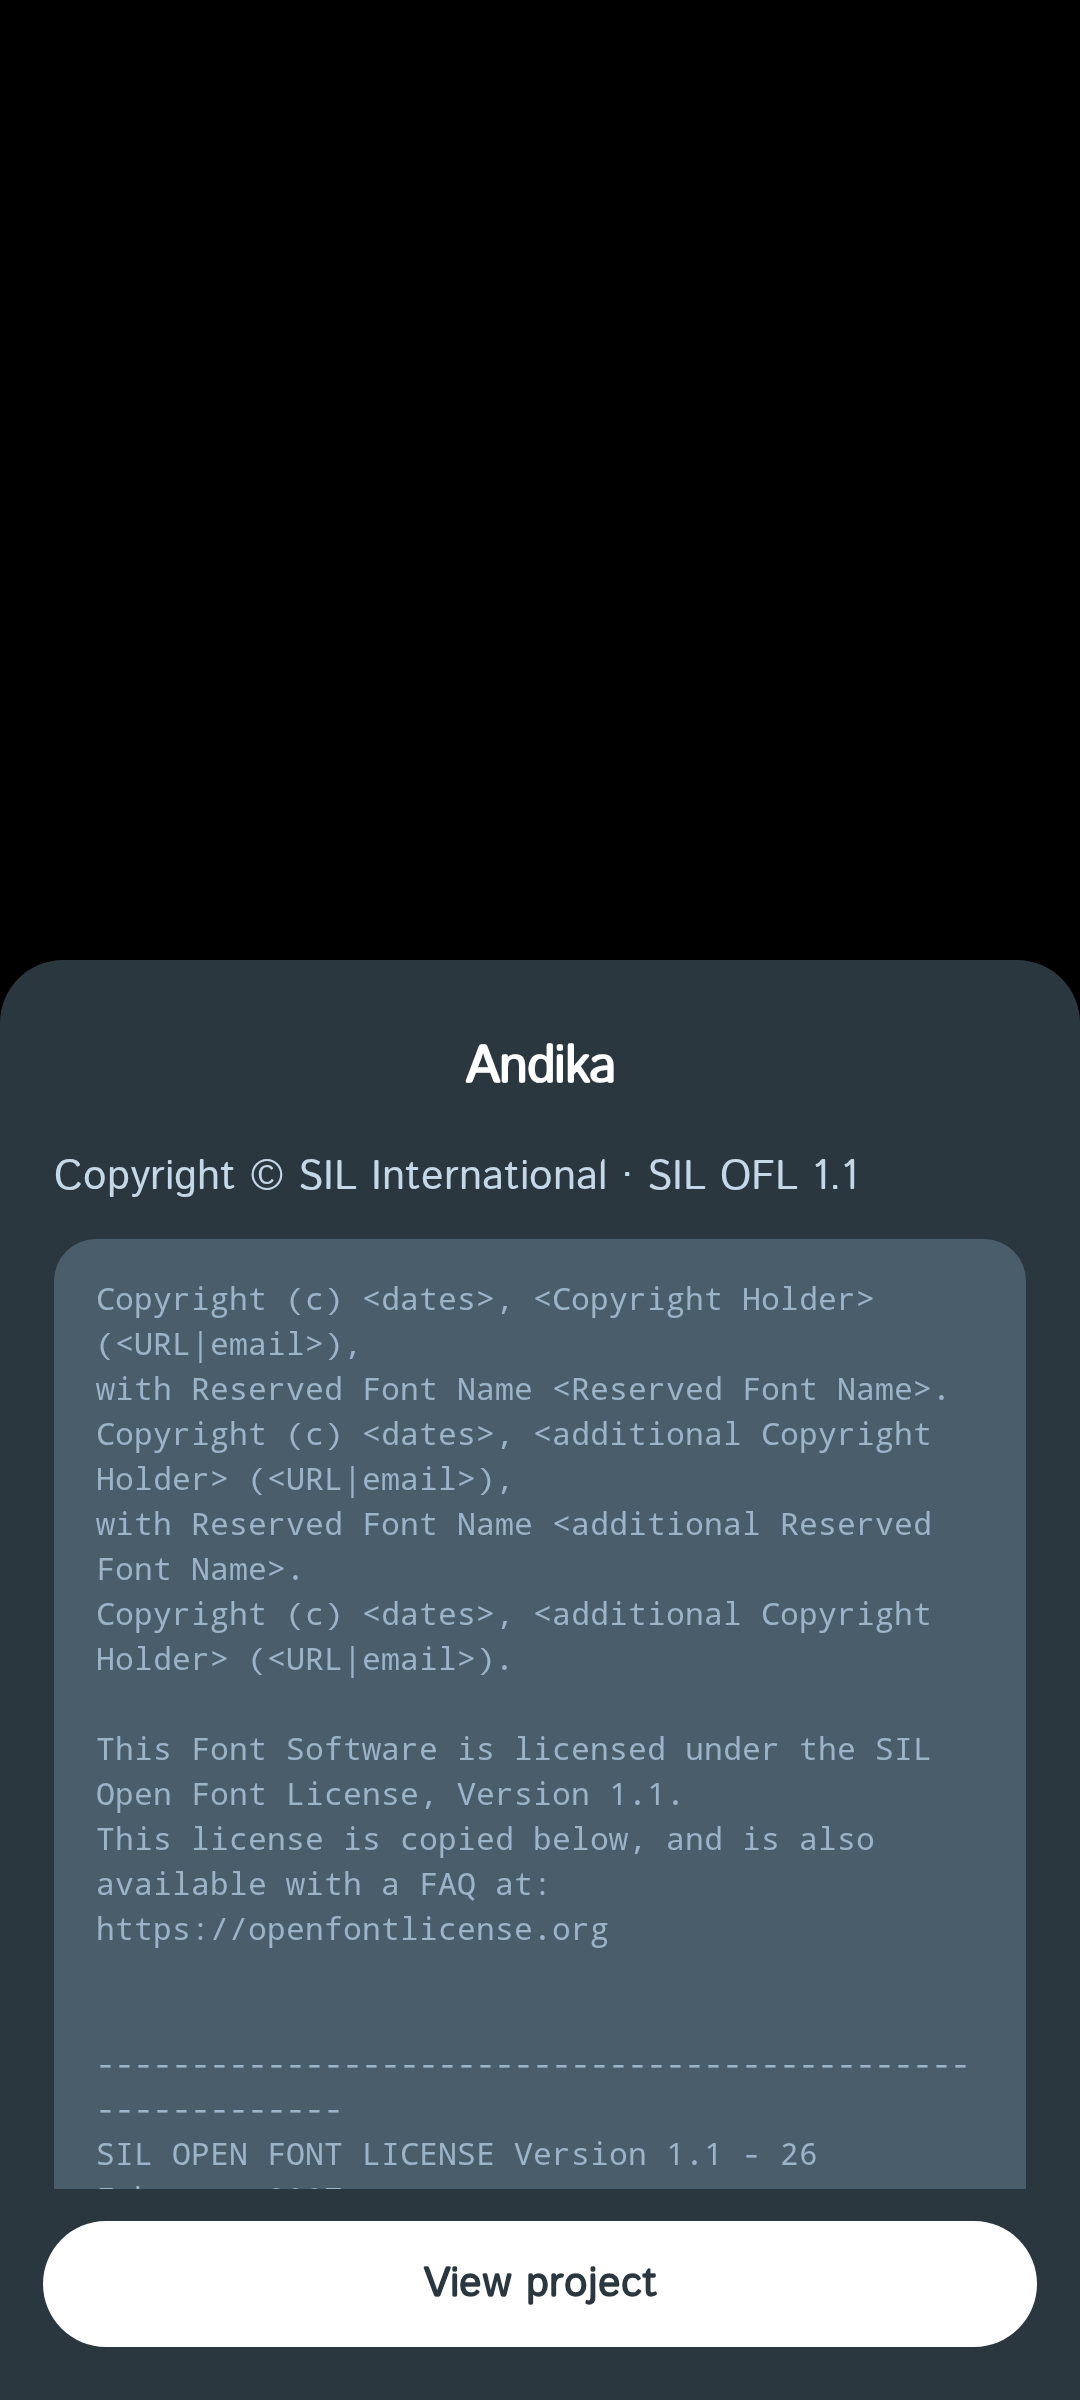 Andika
Copyright © SIL International · SIL OFL 1.1
Copyright (c) <dates>, <Copyright Holder>
(<URL|email>),
with Reserved Font Name <Reserved Font Name>.
Copyright (c) <dates>, <additional Copyright
Holder> (<URL|email>),
with Reserved Font Name <additional Reserved
Font Name>.
Copyright (c) <dates>, <additional Copyright
Holder> (<URL|email>).
This Font Software is licensed under the SIL
Open Font License, Version 1.1.
This license is copied below, and is also
available with a FAQ at:
https://openfontlicense.org
----------------------------------------------
-------------
SIL OPEN FONT LICENSE Version 1.1 - 26
View project